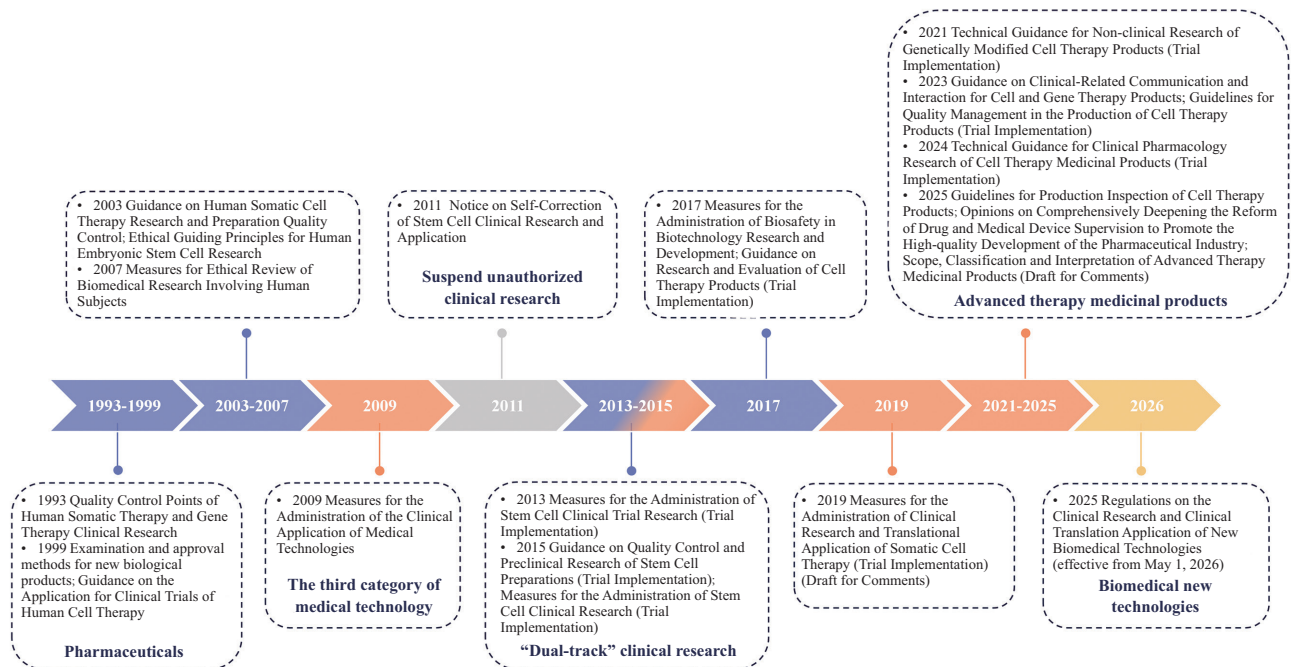 • 2021 Technical Guidance for Non-clinical Research of
Genetically Modified Cell Therapy Products (Trial
Implementation)
• 2023 Guidance on Clinical-Related Communication and
Interaction for Cell and Gene Therapy Products; Guidelines for
Quality Management in the Production of Cell Therapy
Products (Trial Implementation)
• 2024 Technical Guidance for Clinical Pharmacology
Research of Cell Therapy Medicinal Products (Trial
Implementation)
• 2025 Guidelines for Production Inspection of Cell Therapy
Products; Opinions on Comprehensively Deepening the Reform
of Drug and Medical Device Supervision to Promote the
High-quality Development of the Pharmaceutical Industry;
Scope, Classification and Interpretation of Advanced Therapy
Medicinal Products (Draft for Comments)
Advanced therapy medicinal products
• 2003 Guidance on Human Somatic Cell
Therapy Research and Preparation Quality
Control; Ethical Guiding Principles for Human
Embryonic Stem Cell Research
• 2007 Measures for Ethical Review of
Biomedical Research Involving Human
Subjects
• 2011 Notice on Self-Correction
of Stem Cell Clinical Research and
Application
Suspend unauthorized
clinical research
• 2017 Measures for the
Administration of Biosafety in
Biotechnology Research and
Development; Guidance on
Research and Evaluation of Cell
Therapy Products (Trial
Implementation)
1993-1999
2003-2007
2009
2011
2013-2015
2017
2019
2021-2025
2026
• 1993 Quality Control Points of
Human Somatic Therapy and Gene
Therapy Clinical Research
• 1999 Examination and approval
methods for new biological
products; Guidance on the
Application for Clinical Trials of
Human Cell Therapy
Pharmaceuticals
• 2009 Measures for the
Administration of the Clinical
Application of Medical
Technologies
The third category of
medical technology
• 2013 Measures for the Administration of
Stem Cell Clinical Trial Research (Trial
Implementation)
• 2015 Guidance on Quality Control and
Preclinical Research of Stem Cell
Preparations (Trial Implementation);
Measures for the Administration of Stem
Cell Clinical Research (Trial
Implementation)
“Dual-track” clinical research
• 2019 Measures for the
Administration of Clinical
Research and Translational
Application of Somatic Cell
Therapy (Trial Implementation)
(Draft for Comments)
• 2025 Regulations on the
Clinical Research and Clinical
Translation Application of New
Biomedical Technologies
(effective from May 1, 2026)
Biomedical new
technologies